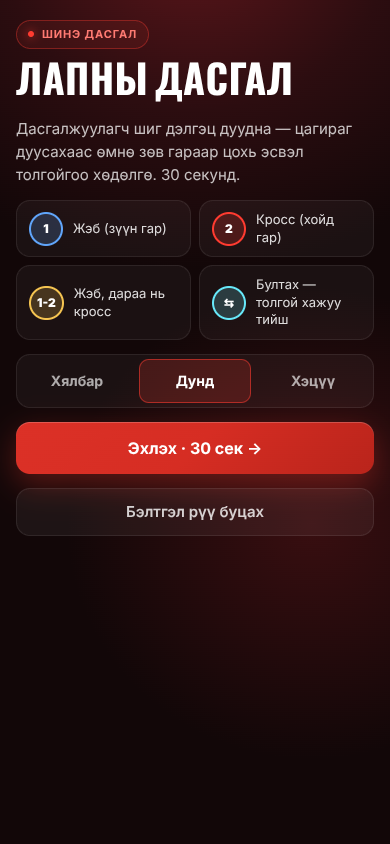 ШИНЭ ДАСГАЛ
ЛАПНЫ ДАСГАЛ
Дасгалжуулагч шиг дэлгэц дуудна — цагираг
дуусахаас өмнө зөв гараар цохь эсвэл
толгойгоо хөдөлгө. 30 секунд.
1 Жэб (зүүн гар)
2 Кросс (хойд
гар)
1-2 Жэб, дараа нь
кросс
⇆ Бултах —
толгой хажуу
тийш
Хялбар Дунд Хэцүү
Эхлэх · 30 сек →
Бэлтгэл рүү буцах